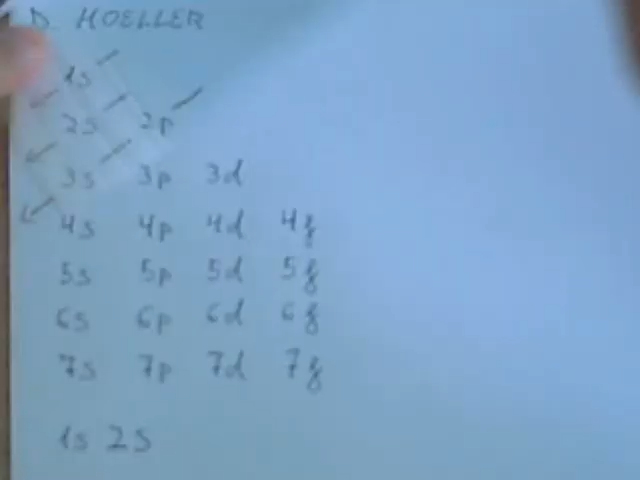 D. HOELLER
1s
2s 2p
3s 3p 3d
4s 4p 4d 4f
5s 5p 5d 5f
6s 6p 6d 6f
7s 7p 7d 7f
1s 2s